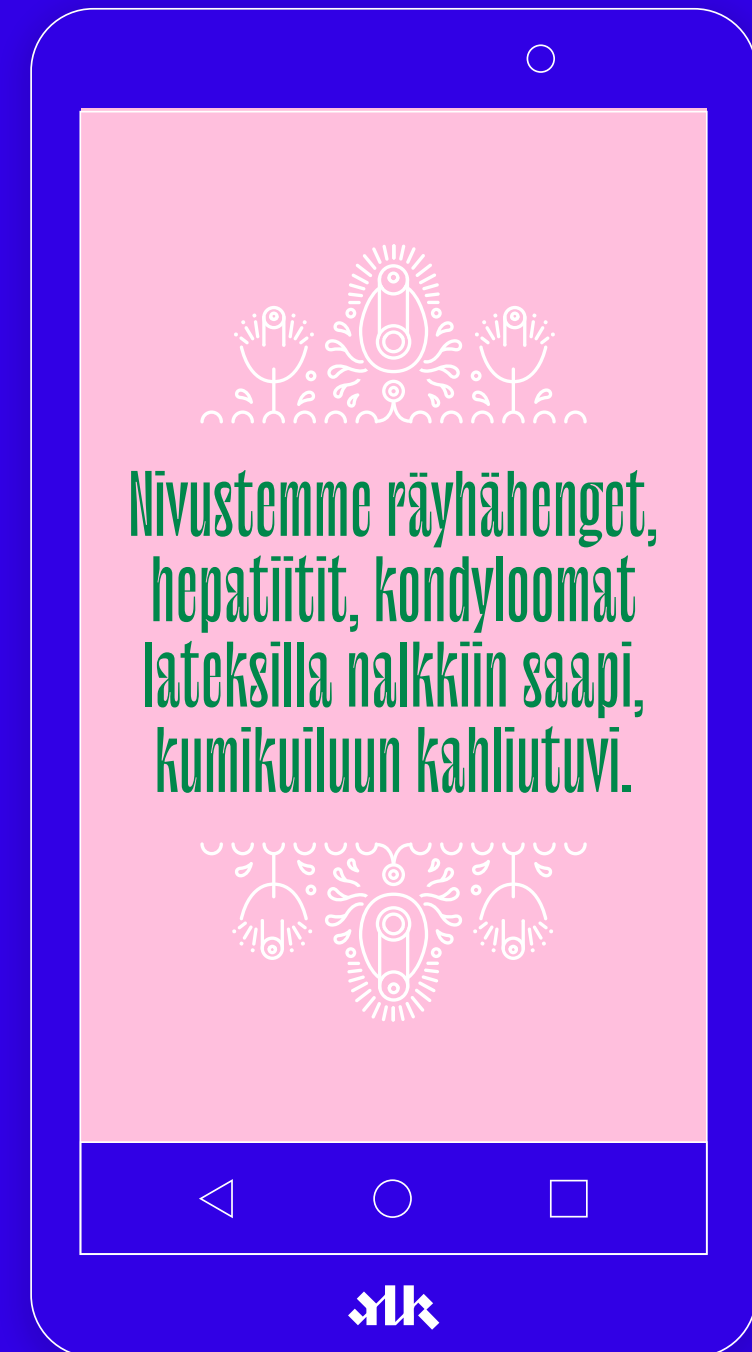 Nivustemme räyhähenget,
hepatiitit, kondyloomat
lateksilla nalkkiin saapi,
kumikuiluun kahliutuvi.